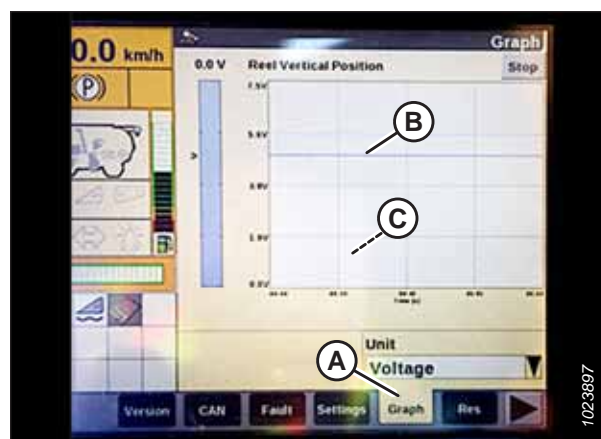 0.0 km/h
Graph
0.0 V
Reel Vertical Position
Stop
(P)
B
C
Unit
A
Voltage
Version
CAN
Fault
Settings
Graph
Res
1023897